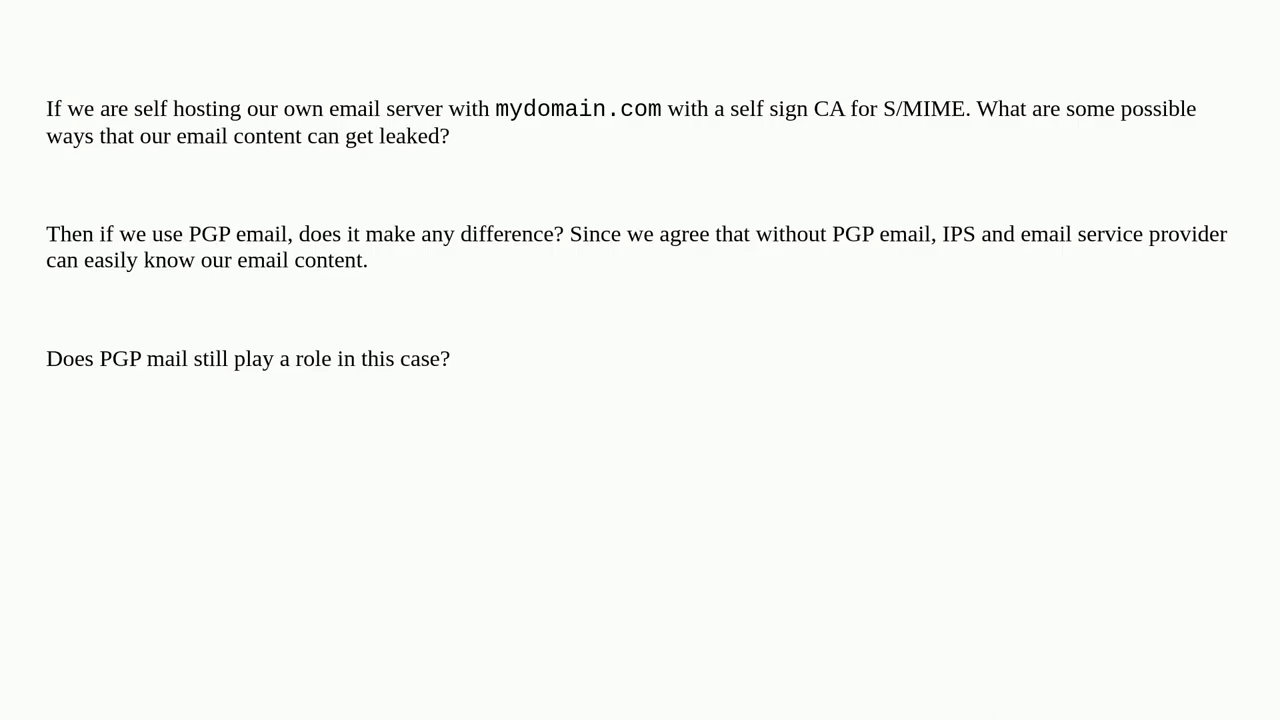 If we are self hosting our own email server with mydomain.com with a self sign CA for S/MIME. What are some possible
ways that our email content can get leaked?
Then if we use PGP email, does it make any difference? Since we agree that without PGP email, IPS and email service provider
can easily know our email content.
Does PGP mail still play a role in this case?